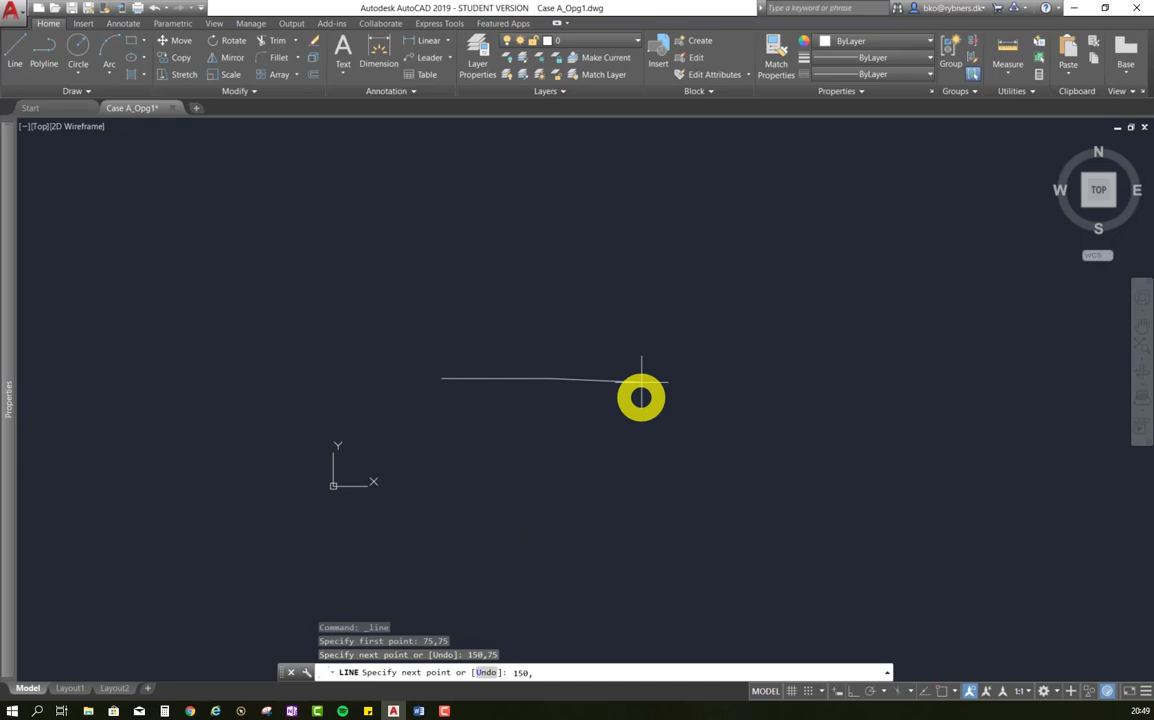 Autodesk AutoCAD 2019 - STUDENT VERSION Case A_Opg1.dwg
Type a keyword or phrase
bko@rybners.dk
Home Insert Annotate Parametric View Manage Output Add-ins Collaborate Express Tools Featured Apps
Line Polyline Circle Arc
Move Rotate Trim
Copy Mirror Fillet
Stretch Scale Array
Text Dimension
Linear
Leader
Table
Layer Properties
0
Make Current
Match Layer
Insert
Create
Edit
Edit Attributes
Match Properties
ByLayer
ByLayer
ByLayer
Group
Measure
Paste
Base
Draw Modify Annotation Layers Block Properties Groups Utilities Clipboard View
Start Case A_Opg1*
[−][Top][2D Wireframe]
N
W TOP E
S
WCS
Properties
Y
X
Command: _line
Specify first point: 75,75
Specify next point or [Undo]: 150,75
LINE Specify next point or [Undo]: 150,
Model Layout1 Layout2
MODEL
1:1
20:49